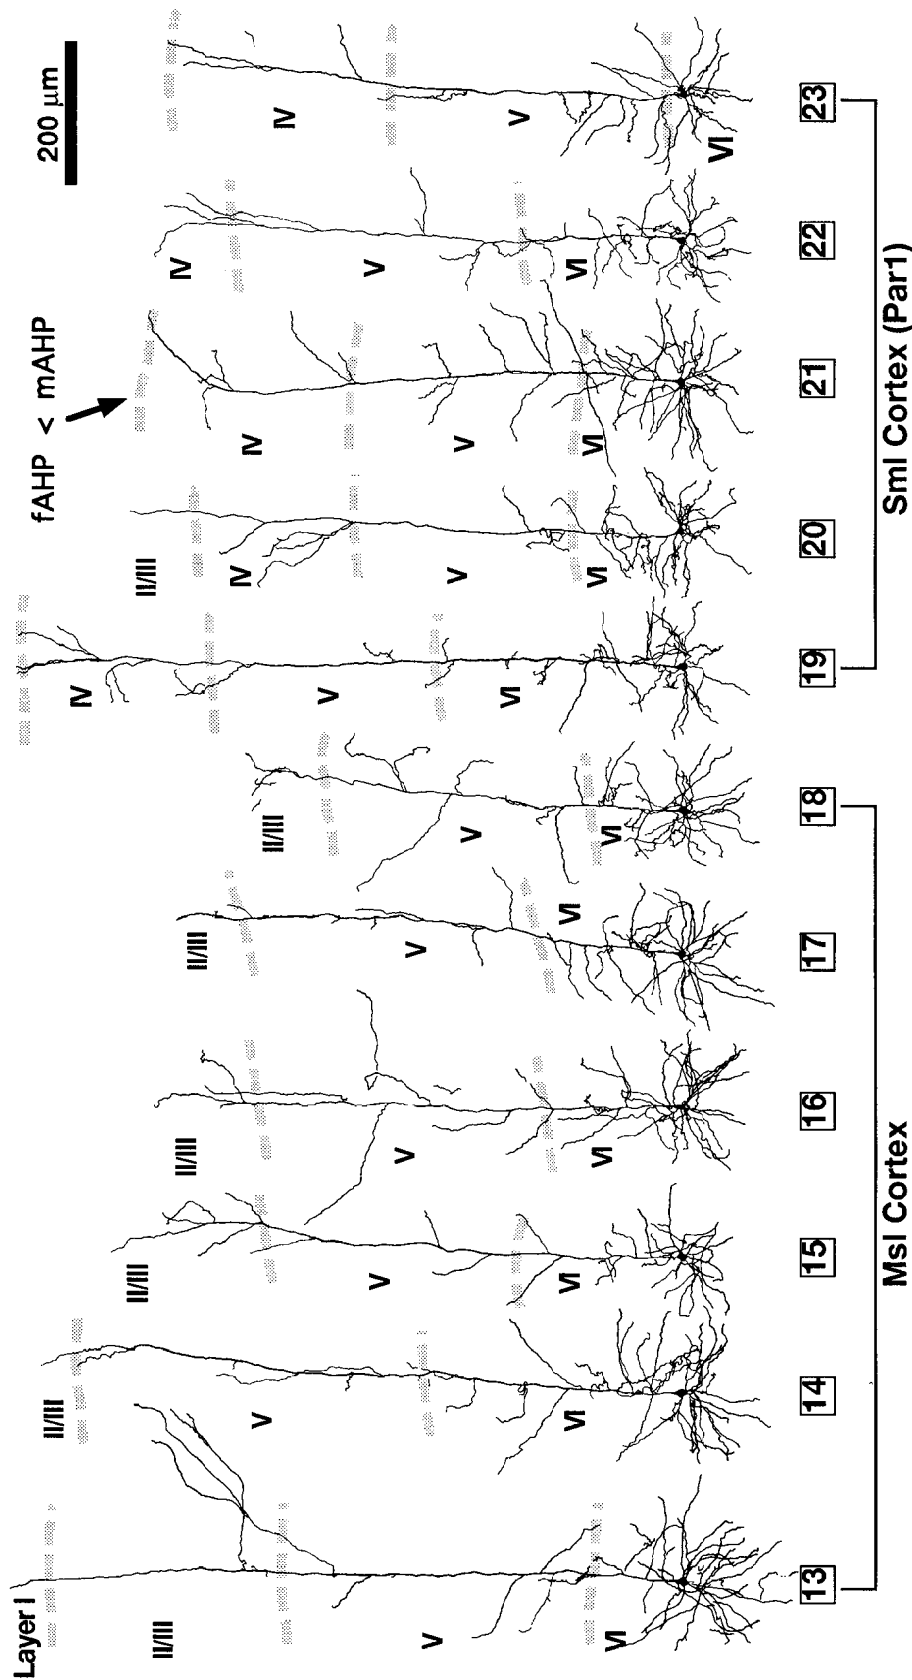 fAHP < mAHP
200 µm
Layer I
II/III
V
VI
II/III
V
VI
II/III
V
VI
II/III
V
VI
II/III
V
VI
II/III
V
VI
IV
V
VI
II/III
IV
V
VI
IV
V
VI
IV
V
VI
IV
V
VI
13 14 15 16 17 18 19 20 21 22 23
MsI Cortex
SmI Cortex (Par1)